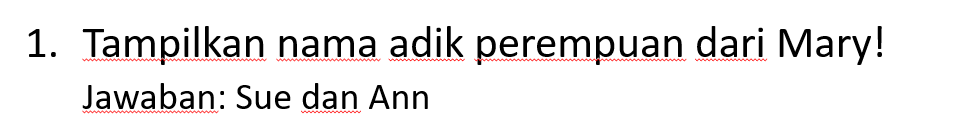 1. Tampilkan nama adik perempuan dari Mary!
Jawaban: Sue dan Ann